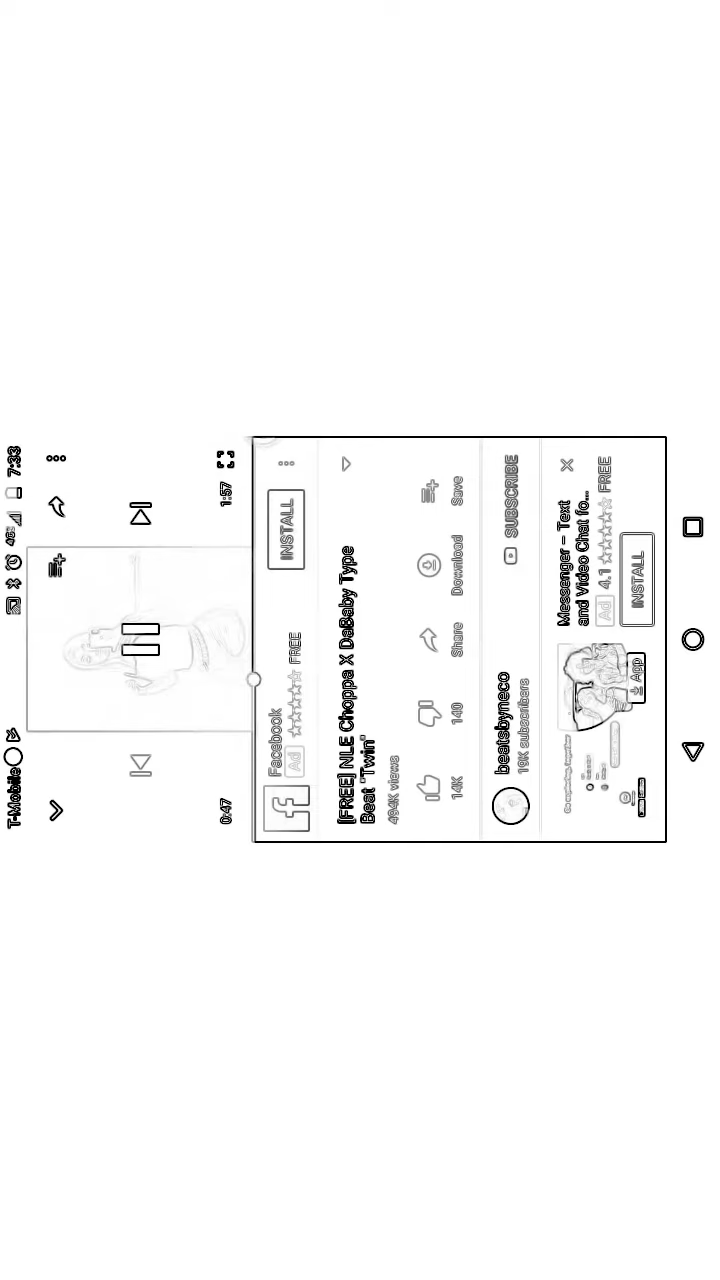 T-Mobile 4G 7:33
0:47 1:57
Facebook
Ad FREE
INSTALL
[FREE] NLE Choppa X DaBaby Type
Beat "Twin"
494K views
14K 140 Share Download Save
beatsbyneco
SUBSCRIBE
Messenger – Text
and Video Chat fo...
Ad 4.1 FREE
INSTALL
App